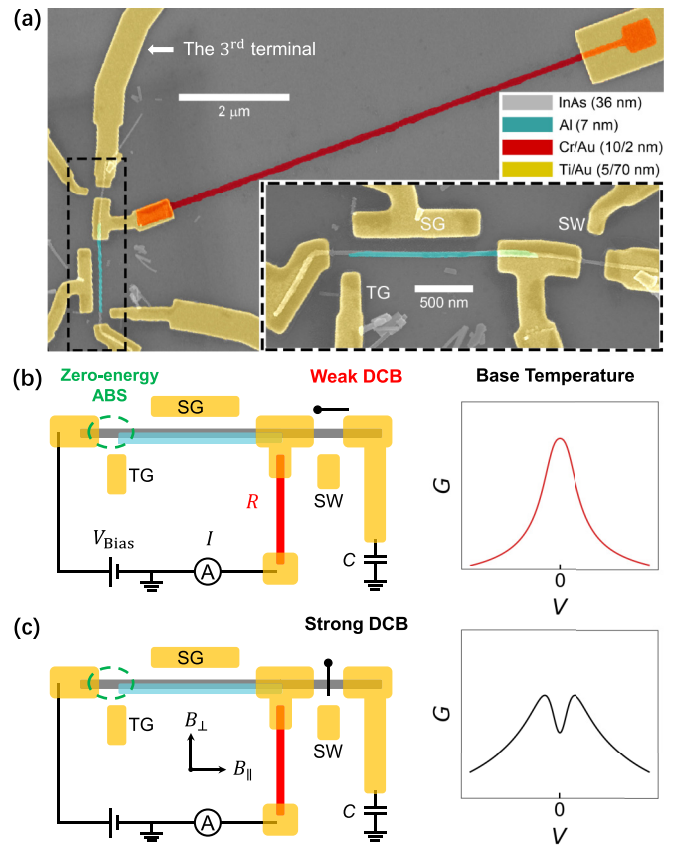 (a)
The 3rd terminal
2 μm
InAs (36 nm)
Al (7 nm)
Cr/Au (10/2 nm)
Ti/Au (5/70 nm)
SG
SW
TG
500 nm
(b)
Zero-energy
ABS
Weak DCB
Base Temperature
SG
TG
R
SW
VBias
I
A
C
G
0
V
(c)
Strong DCB
SG
TG
B⊥
B∥
SW
A
C
G
0
V